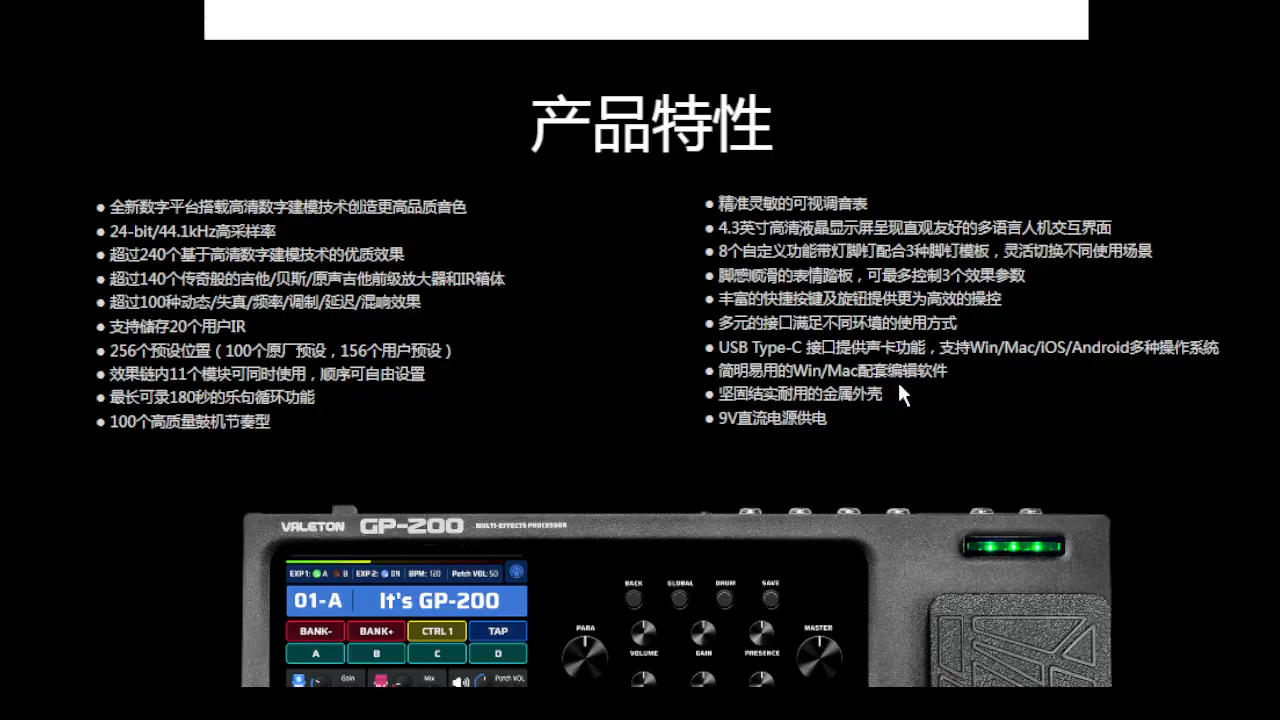 产品特性
● 全新数字平台搭载高清数字建模技术创造更高品质音色
● 24-bit/44.1kHz高采样率
● 超过240个基于高清数字建模技术的优质效果
● 超过140个传奇般的吉他/贝斯/原声吉他前级放大器和IR箱体
● 超过100种动态/失真/频率/调制/延迟/混响效果
● 支持储存20个用户IR
● 256个预设位置（100个原厂预设，156个用户预设）
● 效果链内11个模块可同时使用，顺序可自由设置
● 最长可录180秒的乐句循环功能
● 100个高质量鼓机节奏型
● 精准灵敏的可视调音表
● 4.3英寸高清液晶显示屏呈现直观友好的多语言人机交互界面
● 8个自定义功能带灯脚钉配合3种脚钉模板，灵活切换不同使用场景
● 脚感顺滑的表情踏板，可最多控制3个效果参数
● 丰富的快捷按键及旋钮提供更为高效的操控
● 多元的接口满足不同环境的使用方式
● USB Type-C 接口提供声卡功能，支持Win/Mac/iOS/Android多种操作系统
● 简明易用的Win/Mac配套编辑软件
● 坚固结实耐用的金属外壳
● 9V直流电源供电
VALETON GP-200 MULTI-EFFECTS PROCESSOR
EXP 1: A B EXP 2: ON BPM: 120 Patch VOL: 50
01-A It's GP-200
BANK- BANK+ CTRL 1 TAP
A B C D
Gain Mix Patch VOL
BACK GLOBAL DRUM SAVE
PARA MASTER
VOLUME GAIN PRESENCE